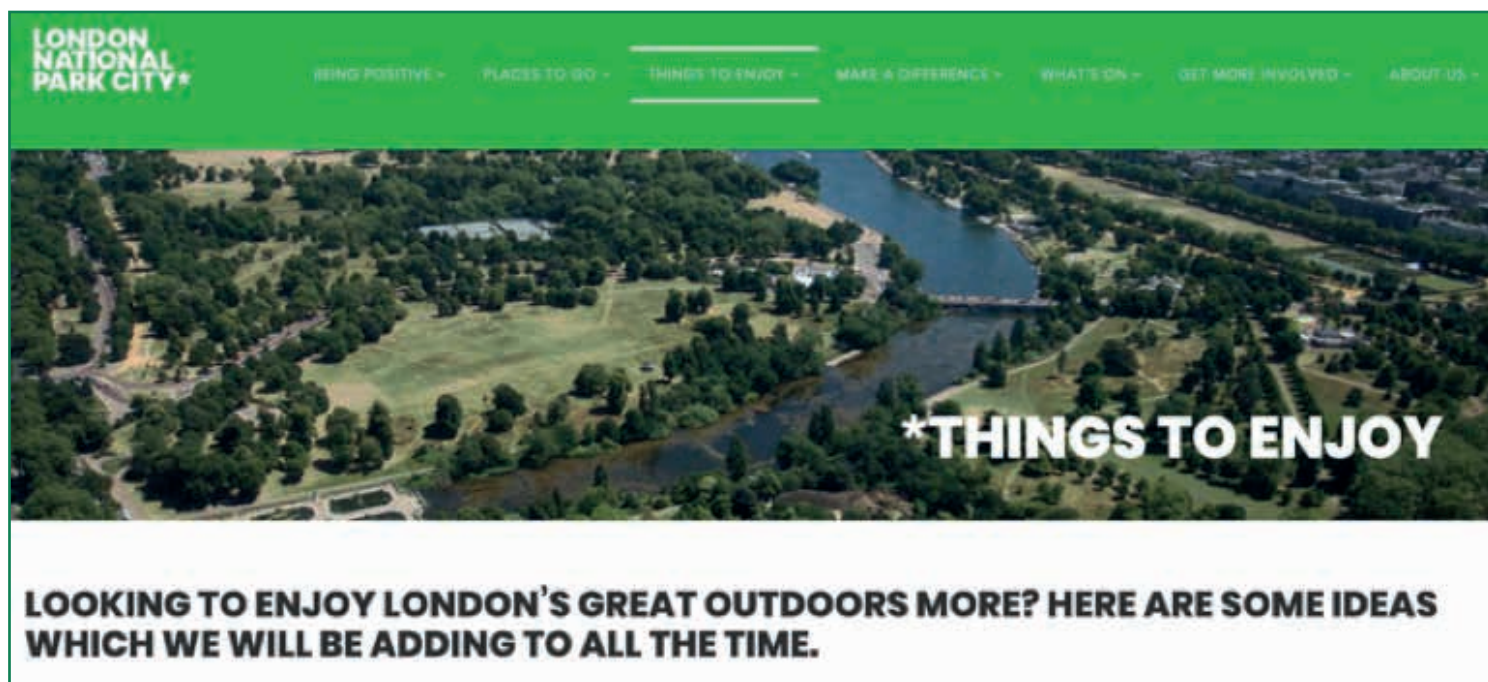 LONDON
NATIONAL
PARK CITY*
BEING POSITIVE PLACES TO GO THINGS TO ENJOY MAKE A DIFFERENCE WHAT'S ON GET MORE INVOLVED ABOUT US
*THINGS TO ENJOY
LOOKING TO ENJOY LONDON'S GREAT OUTDOORS MORE? HERE ARE SOME IDEAS
WHICH WE WILL BE ADDING TO ALL THE TIME.